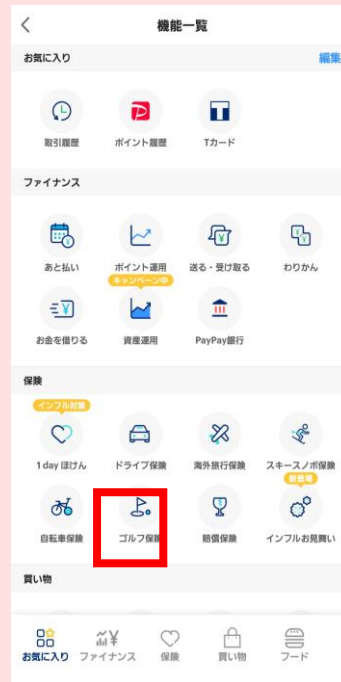 機能一覧
お気に入り 編集
取引履歴 ポイント履歴 Tカード
ファイナンス
あと払い ポイント運用 送る・受け取る わりかん
キャンペーン中
お金を借りる 資産運用 PayPay銀行
保険
インフル対策
1 day ほけん ドライブ保険 海外旅行保険 スキースノボ保険
新登場
自転車保険 ゴルフ保険 賠償保険 インフルお見舞い
買い物
お気に入り ファイナンス 保険 買い物 フード